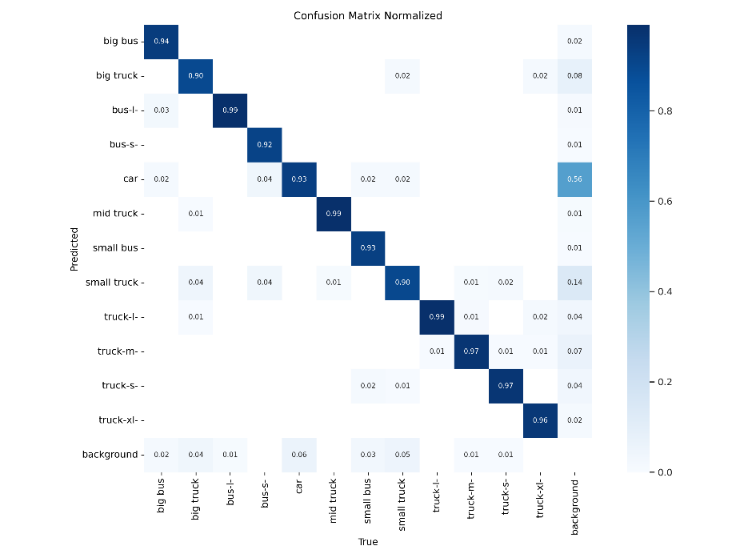 Confusion Matrix Normalized
big bus 0.94 0.02
big truck 0.90 0.02 0.02 0.08
bus-l- 0.03 0.99 0.01
bus-s- 0.92 0.01
car 0.02 0.04 0.93 0.02 0.02 0.56
mid truck 0.01 0.99 0.01
small bus 0.93 0.01
small truck 0.04 0.04 0.01 0.90 0.01 0.02 0.14
truck-l- 0.01 0.99 0.01 0.02 0.04
truck-m- 0.01 0.97 0.01 0.01 0.07
truck-s- 0.02 0.01 0.97 0.04
truck-xl- 0.96 0.02
background 0.02 0.04 0.01 0.06 0.03 0.05 0.01 0.01
Predicted
big bus
big truck
bus-l-
bus-s-
car
mid truck
small bus
small truck
truck-l-
truck-m-
truck-s-
truck-xl-
background
True
0.8
0.6
0.4
0.2
0.0